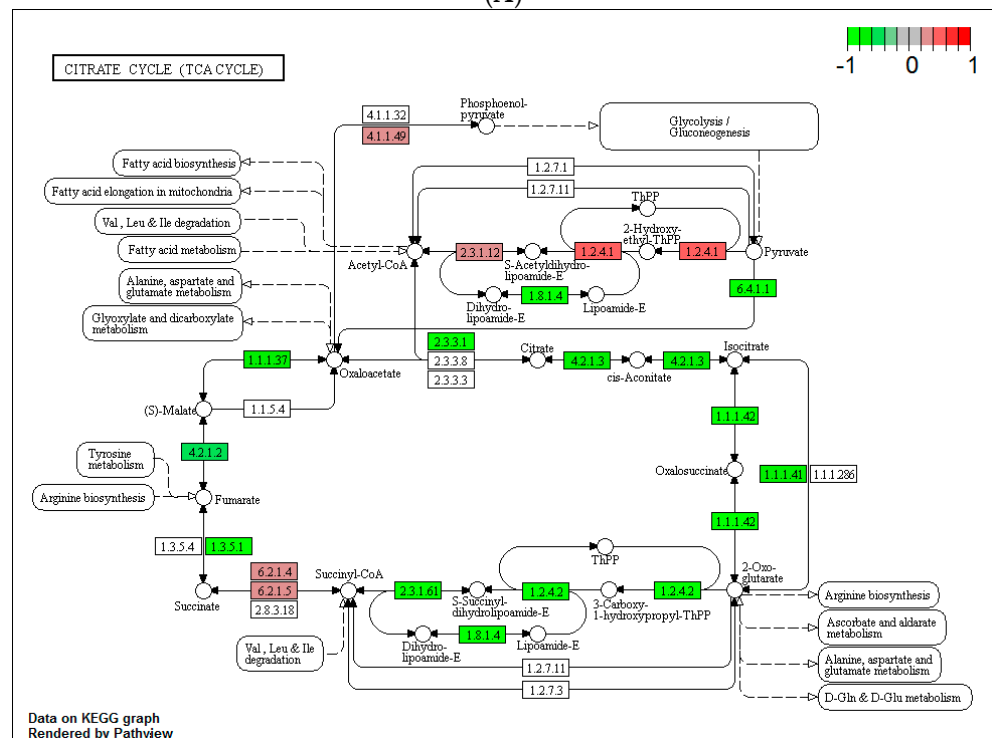 (A)
CITRATE CYCLE (TCA CYCLE)
-1 0 1
Phosphoenol-
pyruvate
4.1.1.32
4.1.1.49
Glycolysis /
Gluconeogenesis
Fatty acid biosynthesis
Fatty acid elongation in mitochondria
Val , Leu & Ile degradation
Fatty acid metabolism
Alanine, aspartate and
glutamate metabolism
Glyoxylate and dicarboxylate
metabolism
1.2.7.1
1.2.7.11
ThPP
2-Hydroxy-
ethyl-ThPP
Acetyl-CoA
2.3.1.12
S-Acetyldihydro-
lipoamide-E
1.2.4.1
1.2.4.1
Pyruvate
Dihydro-
lipoamide-E
1.8.1.4
Lipoamide-E
6.4.1.1
1.1.1.37
Oxaloacetate
2.3.3.1
2.3.3.8
2.3.3.3
Citrate
4.2.1.3
cis-Aconitate
4.2.1.3
Isocitrate
(S)-Malate
1.1.5.4
1.1.1.42
4.2.1.2
Tyrosine
metabolism
Arginine biosynthesis
Fumarate
Oxalosuccinate
1.1.1.41
1.1.1.286
1.1.1.42
1.3.5.4
1.3.5.1
ThPP
6.2.1.4
6.2.1.5
2.8.3.18
Succinate
Succinyl-CoA
2.3.1.61
S-Succinyl-
dihydrolipoamide-E
1.2.4.2
3-Carboxy-
1-hydroxypropyl-ThPP
1.2.4.2
2-Oxo-
glutarate
Val , Leu & Ile
degradation
Dihydro-
lipoamide-E
1.8.1.4
Lipoamide-E
1.2.7.11
1.2.7.3
Arginine biosynthesis
Ascorbate and aldarate
metabolism
Alanine, aspartate and
glutamate metabolism
D-Gln & D-Glu metabolism
Data on KEGG graph
Rendered by Pathview